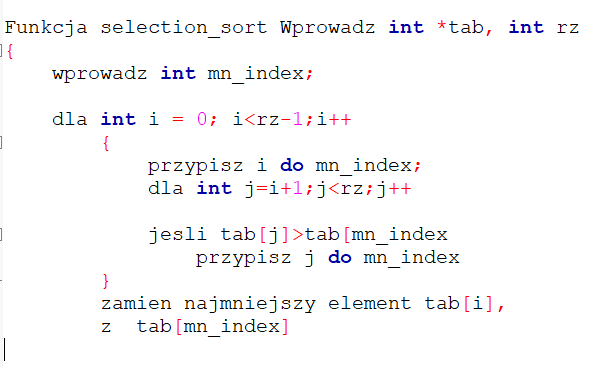 Funkcja selection_sort Wprowadz int *tab, int rz
{
wprowadz int mn_index;
dla int i = 0; i<rz-1;i++
{
przypisz i do mn_index;
dla int j=i+1;j<rz;j++
jesli tab[j]>tab[mn_index
przypisz j do mn_index
}
zamien najmniejszy element tab[i],
z  tab[mn_index]